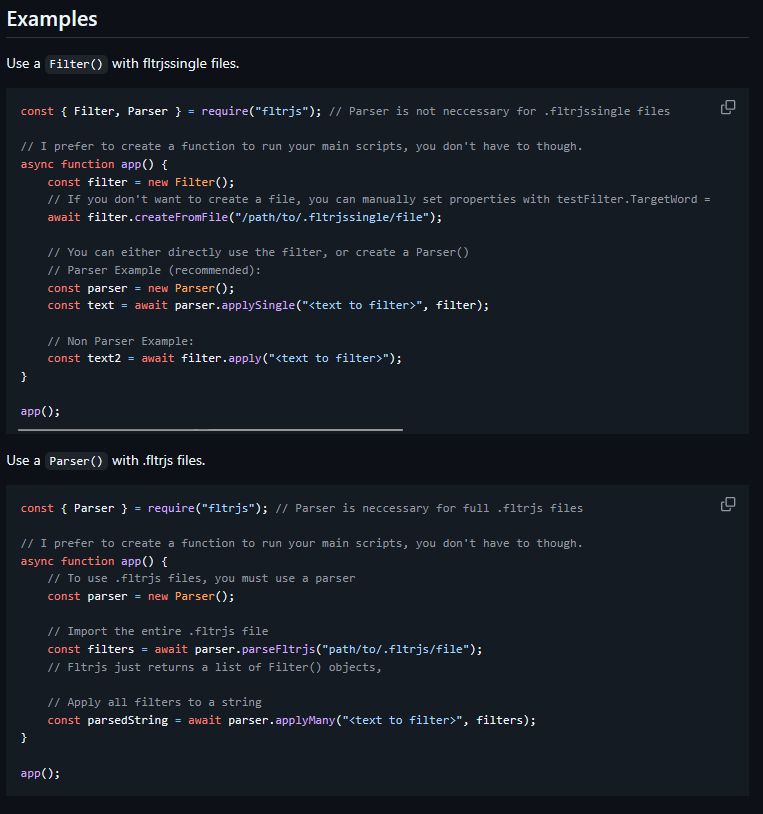 Examples
Use a Filter() with fltrjssingle files.
const { Filter, Parser } = require("fltrjs"); // Parser is not neccessary for .fltrjssingle files
// I prefer to create a function to run your main scripts, you don't have to though.
async function app() {
    const filter = new Filter();
    // If you don't want to create a file, you can manually set properties with testFilter.TargetWord =
    await filter.createFromFile("/path/to/.fltrjssingle/file");
    // You can either directly use the filter, or create a Parser()
    // Parser Example (recommended):
    const parser = new Parser();
    const text = await parser.applySingle("<text to filter>", filter);
    // Non Parser Example:
    const text2 = await filter.apply("<text to filter>");
}
app();
Use a Parser() with .fltrjs files.
const { Parser } = require("fltrjs"); // Parser is neccessary for full .fltrjs files
// I prefer to create a function to run your main scripts, you don't have to though.
async function app() {
    // To use .fltrjs files, you must use a parser
    const parser = new Parser();
    // Import the entire .fltrjs file
    const filters = await parser.parseFltrjs("path/to/.fltrjs/file");
    // Fltrjs just returns a list of Filter() objects,
    // Apply all filters to a string
    const parsedString = await parser.applyMany("<text to filter>", filters);
}
app();